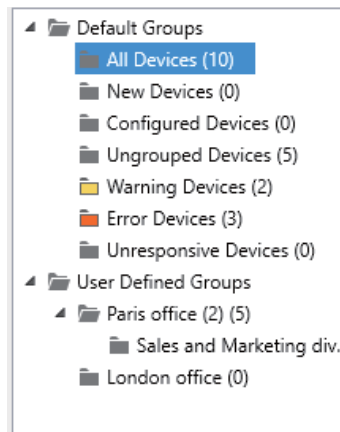 Default Groups
All Devices (10)
New Devices (0)
Configured Devices (0)
Ungrouped Devices (5)
Warning Devices (2)
Error Devices (3)
Unresponsive Devices (0)
User Defined Groups
Paris office (2) (5)
Sales and Marketing div.
London office (0)